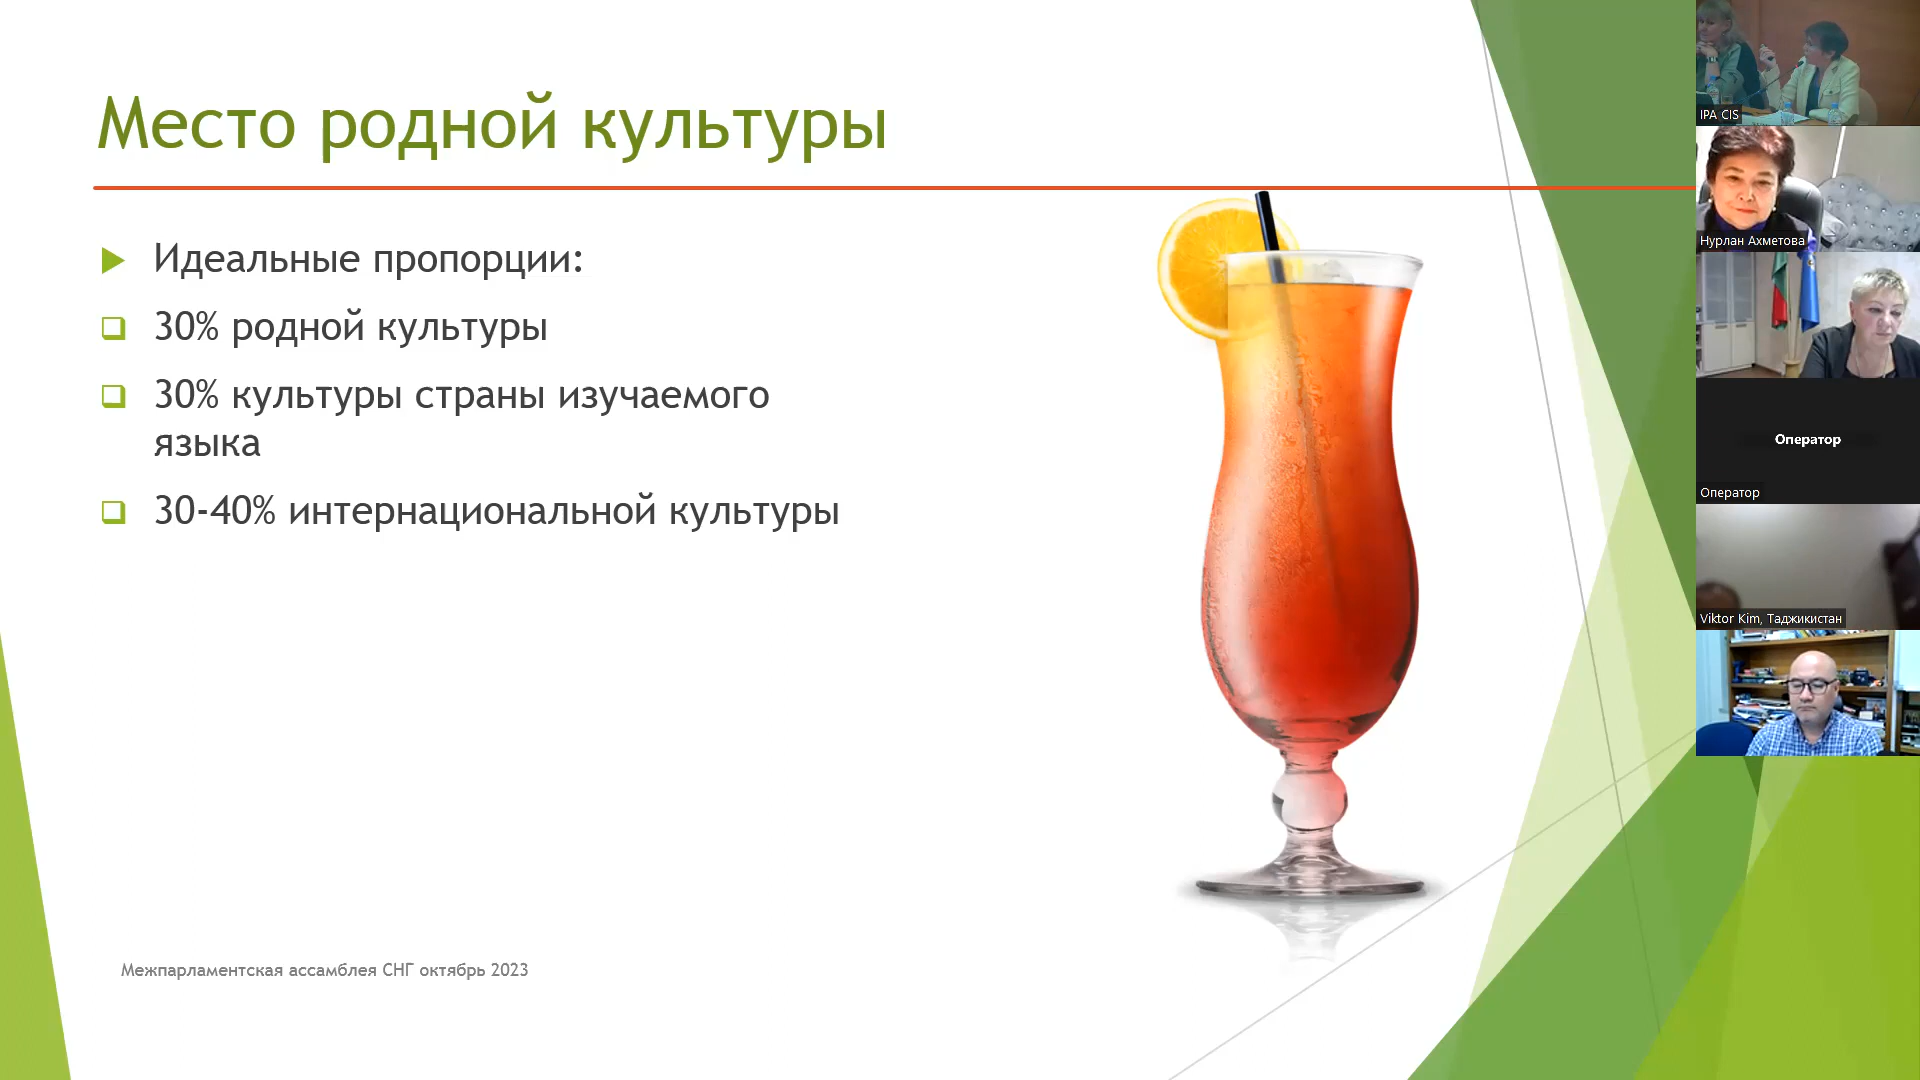 Место родной культуры
Идеальные пропорции:
30% родной культуры
30% культуры страны изучаемого
языка
30-40% интернациональной культуры
Межпарламентская ассамблея СНГ октябрь 2023
IPA CIS
Нурлан Ахметова
Оператор
Оператор
Viktor Kim, Таджикистан